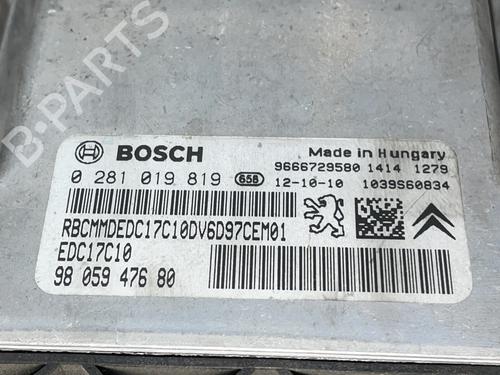 B-PARTS
BOSCH
Made in Hungary
0 281 019 819 658
9666729580 1414 1279
12-10-10 1039S60834
RBCMMDEDC17C10DV6D97CEM01
EDC17C10
98 059 476 80